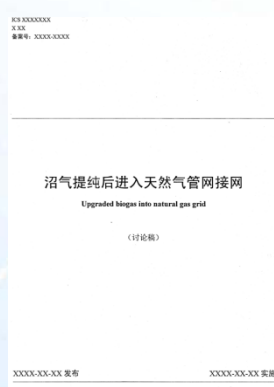 ICS XXXXXXX
X XX
备案号：XXXX-XXXX
沼气提纯后进入天然气管网接网
Upgraded biogas into natural gas grid
（讨论稿）
XXXX-XX-XX 发布
XXXX-XX-XX 实施